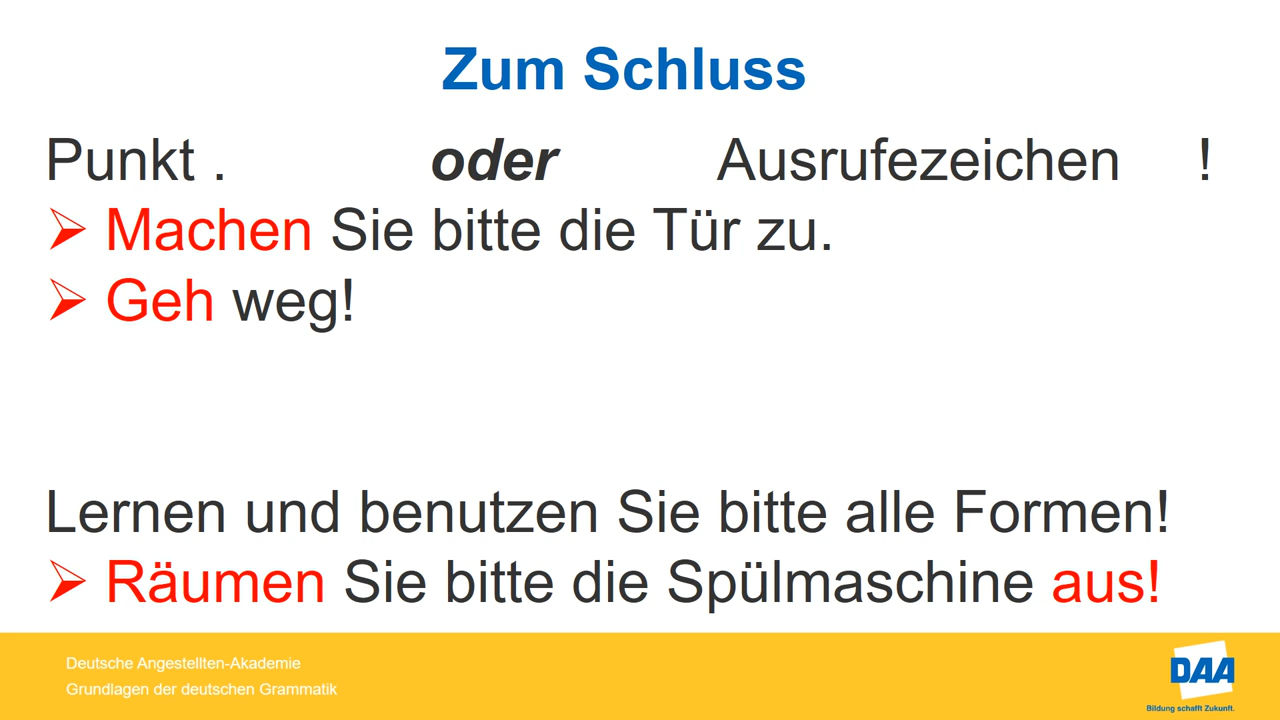 Zum Schluss
Punkt . oder Ausrufezeichen !
➢ Machen Sie bitte die Tür zu.
➢ Geh weg!
Lernen und benutzen Sie bitte alle Formen!
➢ Räumen Sie bitte die Spülmaschine aus!
Deutsche Angestellten-Akademie
Grundlagen der deutschen Grammatik
DAA
Bildung schafft Zukunft.